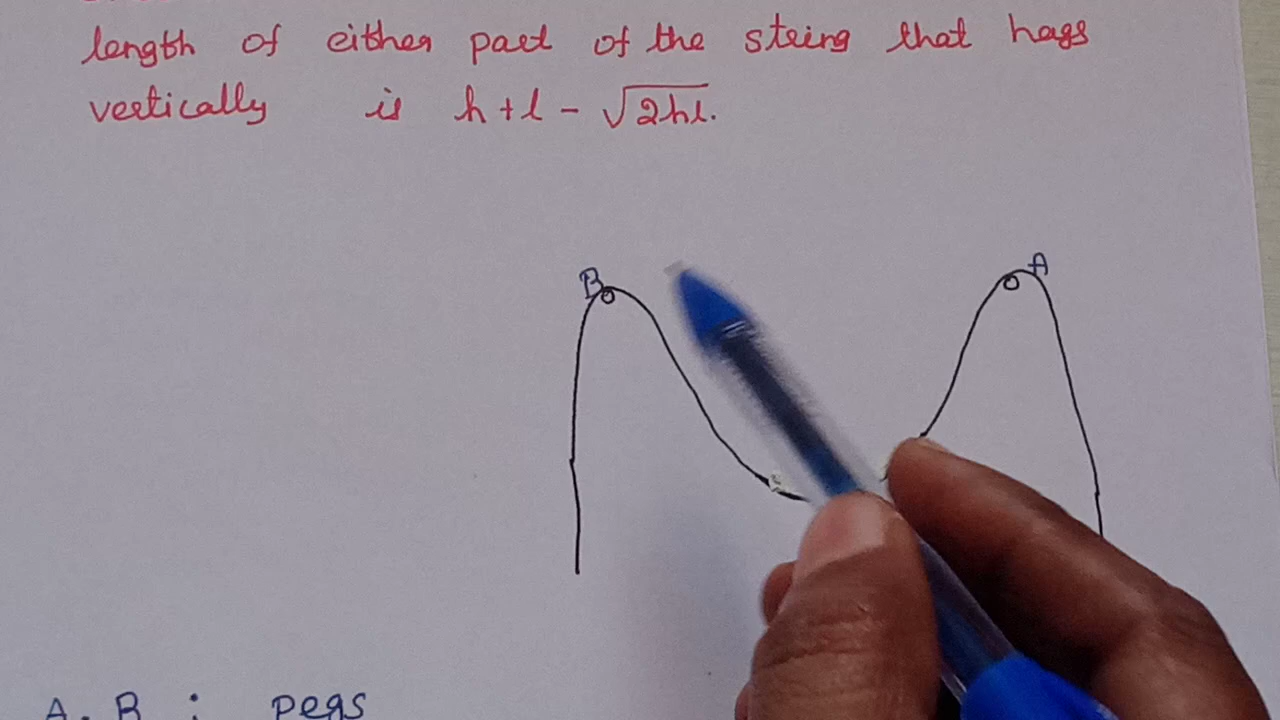 length of either part of the string that hags
vertically is h+l-√2hl.
B A
A, B : pegs